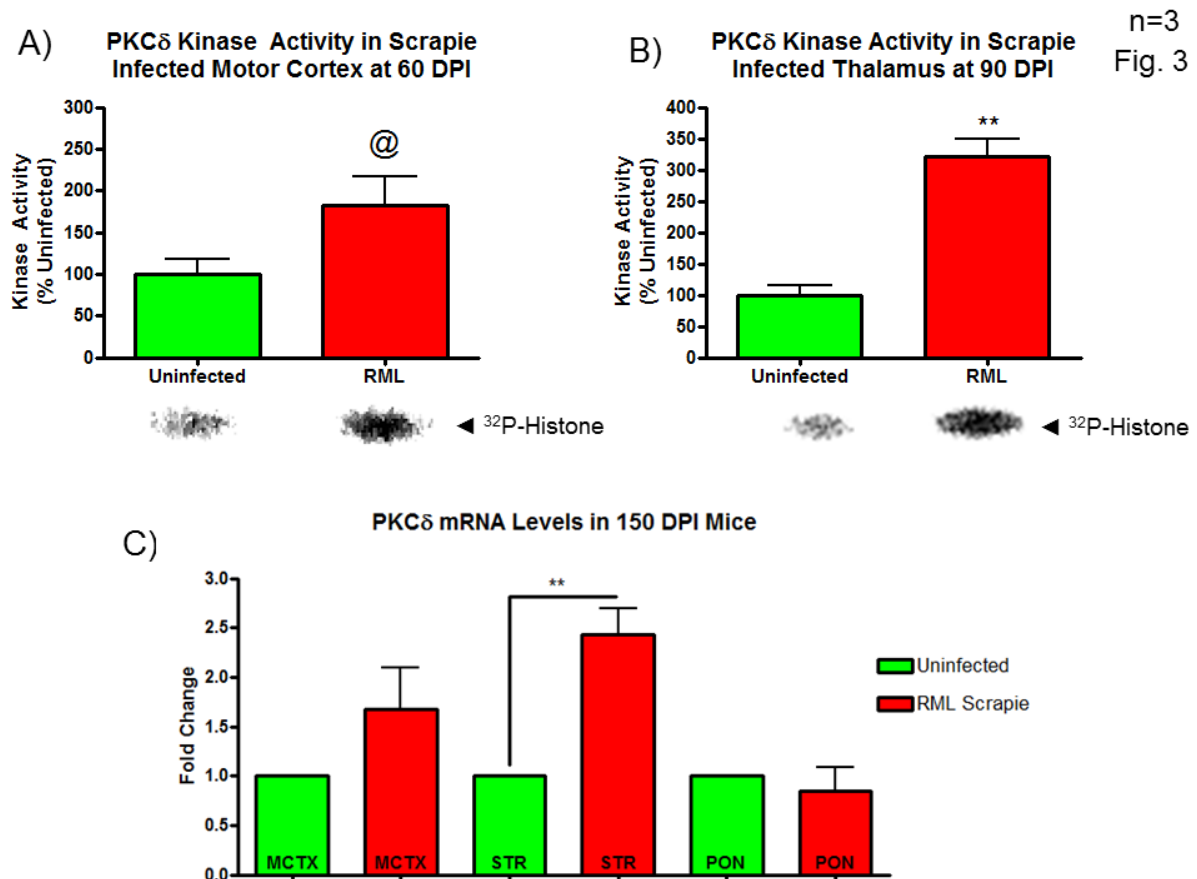 n=3
Fig. 3
A)
PKCδ Kinase Activity in Scrapie
Infected Motor Cortex at 60 DPI
Kinase Activity
(% Uninfected)
300
250
200
150
100
50
0
@
Uninfected
RML
◄ ³²P-Histone
B)
PKCδ Kinase Activity in Scrapie
Infected Thalamus at 90 DPI
Kinase Activity
(% Uninfected)
400
350
300
250
200
150
100
50
0
**
Uninfected
RML
◄ ³²P-Histone
C)
PKCδ mRNA Levels in 150 DPI Mice
Fold Change
3.0
2.5
2.0
1.5
1.0
0.5
0.0
**
MCTX
MCTX
STR
STR
PON
PON
Uninfected
RML Scrapie